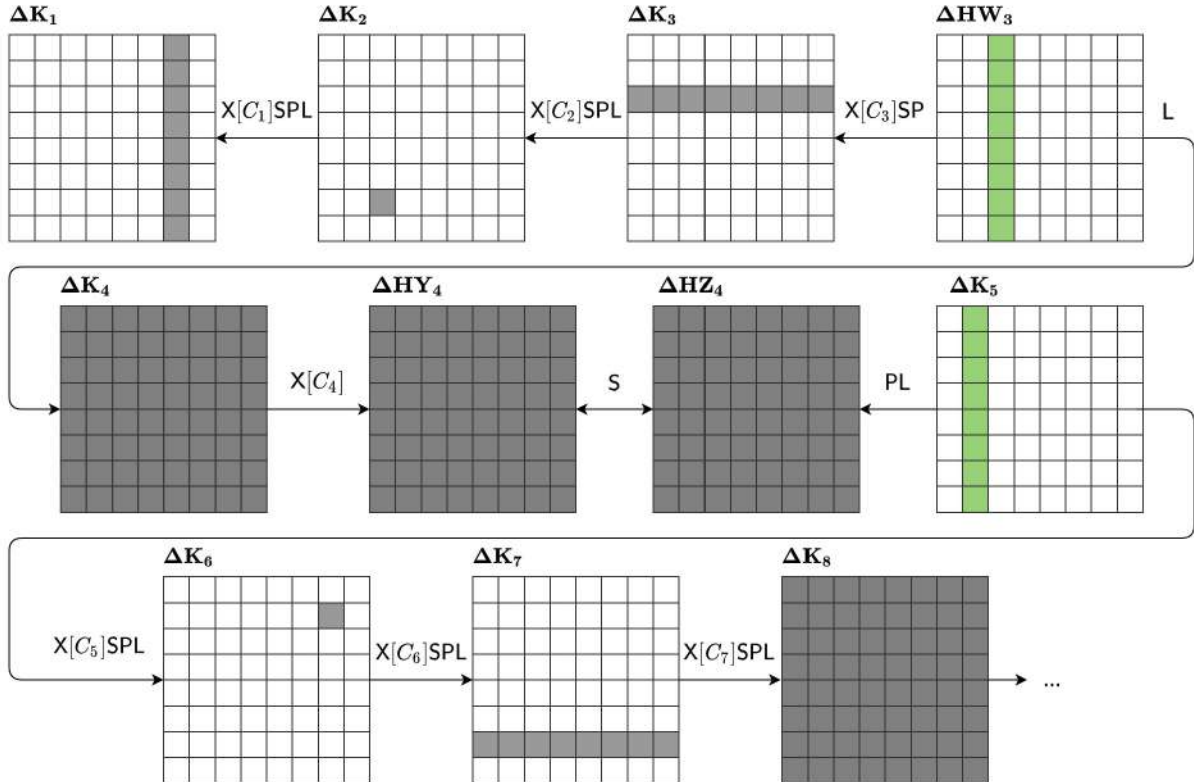 ΔK₁ ΔK₂ ΔK₃ ΔHW₃
X[C₁]SPL X[C₂]SPL X[C₃]SP L
ΔK₄ ΔHY₄ ΔHZ₄ ΔK₅
X[C₄] S PL
ΔK₆ ΔK₇ ΔK₈
X[C₅]SPL X[C₆]SPL X[C₇]SPL ...